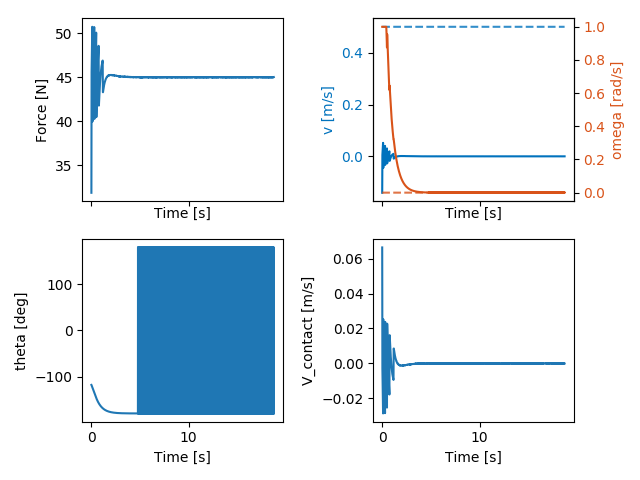 50
45
40
35
Force [N]
Time [s]
0.4
0.2
0.0
v [m/s]
1.0
0.8
0.6
0.4
0.2
0.0
omega [rad/s]
Time [s]
100
0
−100
theta [deg]
0
10
Time [s]
0.06
0.04
0.02
0.00
−0.02
V_contact [m/s]
0
10
Time [s]